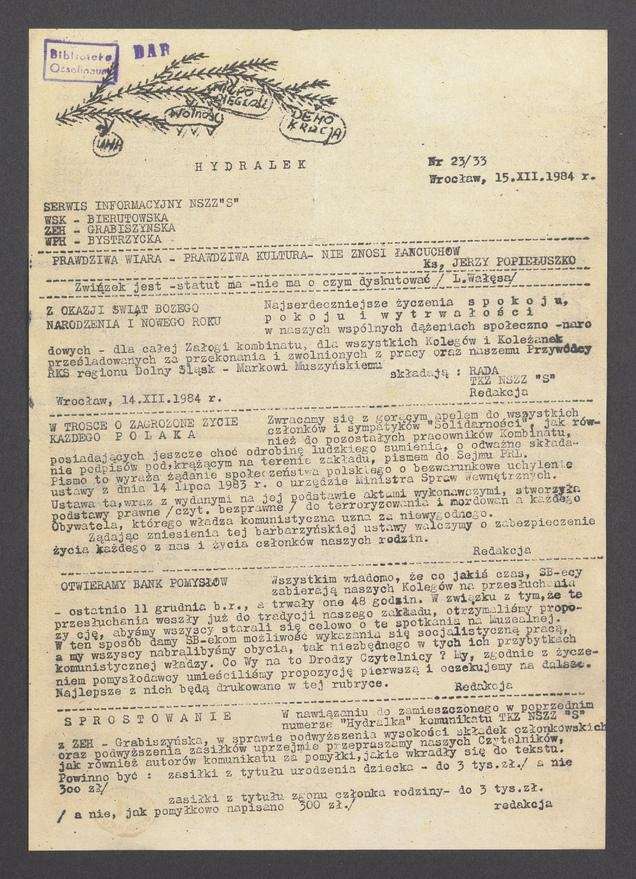 Biblioteka
Ossolineum
DAR
NIEPO
DLEGŁOŚĆ
Wolność
DEMO
KRACJA
H Y D R A L E K
Nr 23/33
Wrocław, 15.XII.1984 r.
SERWIS INFORMACYJNY NSZZ"S"
WSK - BIERUTOWSKA
ZEH - GRABISZYŃSKA
WPH - BYSTRZYCKA
PRAWDZIWA WIARA - PRAWDZIWA KULTURA- NIE ZNOSI ŁAŃCUCHÓW
Ks, JERZY POPIEŁUSZKO
Związek jest -statut ma -nie ma o czym dyskutować / L.Wałęsa/
Z OKAZJI ŚWIĄT BOŻEGO
NARODZENIA I NOWEGO ROKU
Najserdeczniejsze życzenia s p o k o j u,
p o k o j u i w y t r w a ł o ś c i
w naszych wspólnych dążeniach społeczno -naro
dowych - dla całej Załogi kombinatu, dla wszystkich Kolegów i Koleżanek
prześladowanych za przekonania i zwolnionych z pracy oraz naszemu Przywódcy
RKS regionu Dolny Śląsk - Markowi Muszyńskiemu
składają : RADA
TKZ NSZZ "S"
Redakcja
Wrocław, 14.XII.1984 r.
W TROSCE O ZAGROŻONE ŻYCIE
KAŻDEGO P O L A K A
Zwracamy się z gorącym apelem do wszystkich
członków i sympatyków "Solidarności", jak rów-
nież do pozostałych pracowników Kombinatu,
posiadających jeszcze choć odrobinę ludzkiego sumienia, o odważne składa-
nie podpisów pod,krążącym na terenie zakładu, pismem do Sejmu PRL.
Pismo to wyraża żądanie społeczeństwa polskiego o bezwarunkowe uchylenie
ustawy z dnia 14 lipca 1983 r. o urzędzie Ministra Spraw Wewnętrznych.
Ustawa ta,wraz z wydanymi na jej podstawie aktami wykonawczymi, stworzyła
podstawy prawne /czyt. bezprawne / do terroryzowania i mordowania każdego
Obywatela, którego władza komunistyczna uzna za niewygodnego.
Żądając zniesienia tej barbarzyńskiej ustawy walczymy o zabezpieczenie
życia każdego z nas i życia członków naszych rodzin.
Redakcja
OTWIERAMY BANK POMYSŁÓW
Wszystkim wiadomo, że co jakiś czas, SB-ecy
zabierają naszych Kolegów na przesłuchania
- ostatnio 11 grudnia b.r., a trwały one 48 godzin. W związku z tym,że te
przesłuchania weszły już do tradycji naszego zakładu, otrzymaliśmy propo-
zy cję, abyśmy wszyscy starali się celowo o te spotkania na Muzealnej.
W ten sposób damy SB-ekom możliwość wykazania się socjalistyczną pracą,
a my wszyscy nabralibyśmy obycia, tak niezbędnego w tych ich przybytkach
komunistycznej władzy. Co Wy na to Drodzy Czytelnicy ? My, zgodnie z życze-
niem pomysłodawcy umieściliśmy propozycję pierwszą i oczekujemy na dalsze.
Najlepsze z nich będą drukowane w tej rubryce.
Redakcja
S P R O S T O W A N I E
W nawiązaniu do zamieszczonego w poprzednim
numerze "Hydralka" komunikatu TKZ NSZZ "S"
z ZEH - Grabiszyńska, w sprawie podwyższenia wysokości składek członkowskich
oraz podwyższenia zasiłków uprzejmie przepraszamy naszych Czytelników,
jak również autorów komunikatu za pomyłki,jakie wkradły się do tekstu.
Powinno być : zasiłki z tytułu urodzenia dziecka - do 3 tys.zł./ a nie
3oo zł/
zasiłki z tytułu zgonu członka rodziny- do 3 tys.zł.
/ a nie, jak pomyłkowo napisano 300 zł./
redakcja